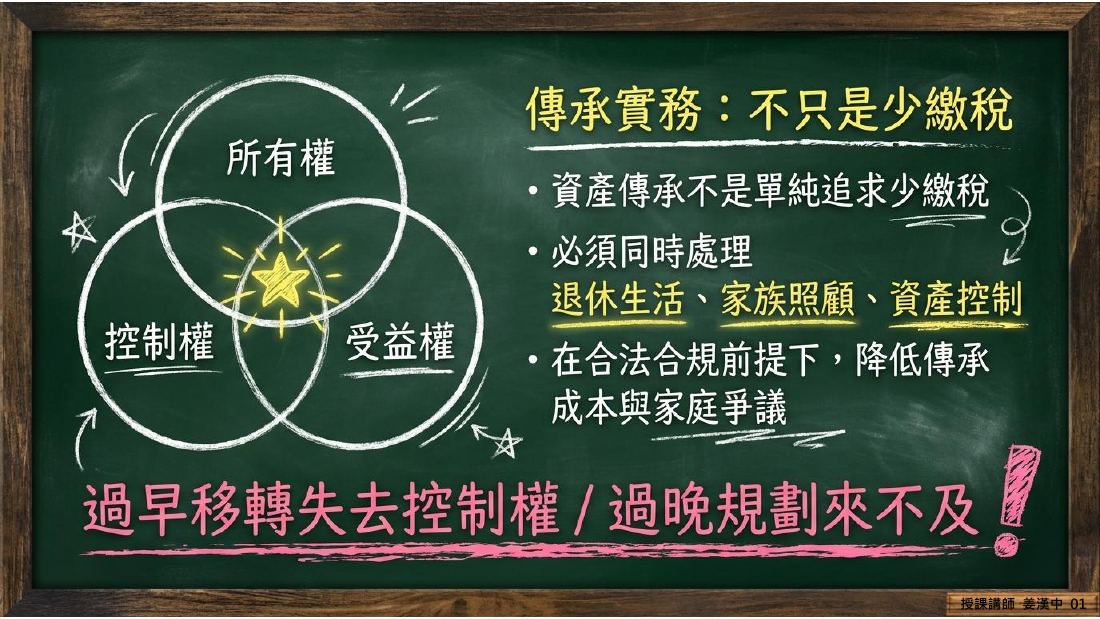 所有權
控制權
受益權
傳承實務：不只是少繳稅
• 資產傳承不是單純追求少繳稅
• 必須同時處理
退休生活、家族照顧、資產控制
• 在合法合規前提下，降低傳承
成本與家庭爭議
過早移轉失去控制權 / 過晚規劃來不及！
授課講師 姜漢中 01